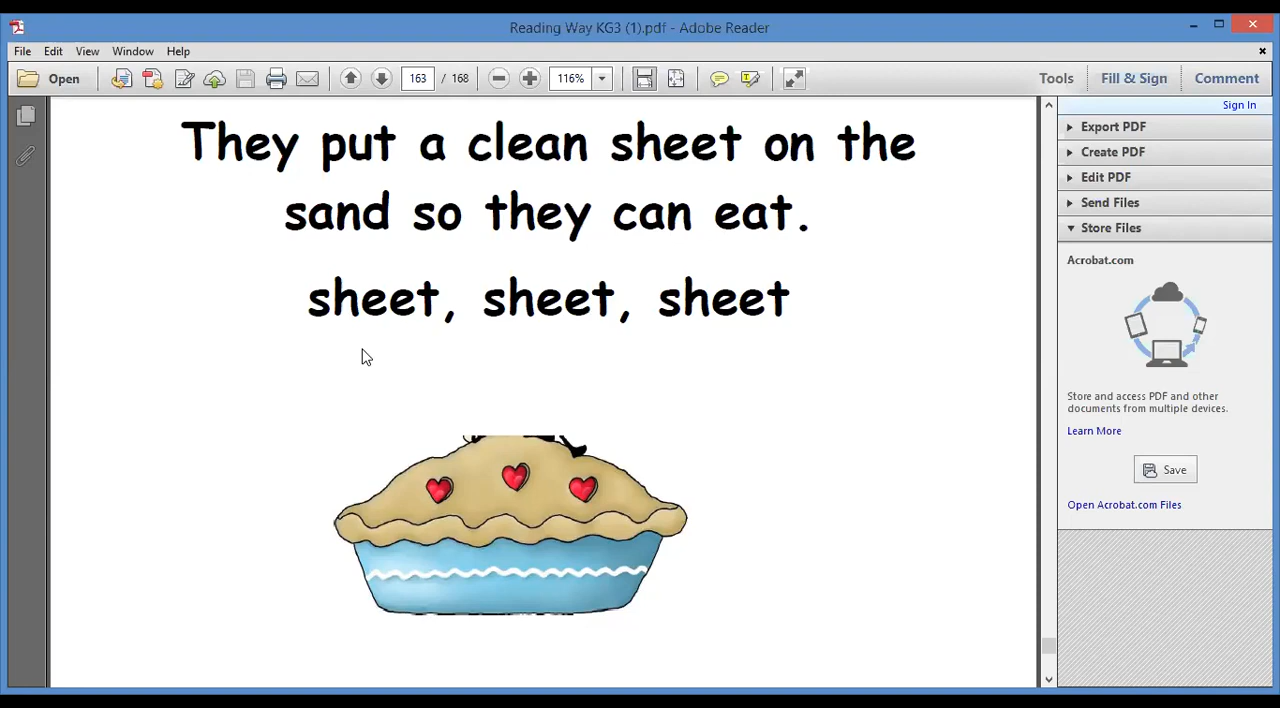 Reading Way KG3 (1).pdf - Adobe Reader
File Edit View Window Help
Open 163 / 168 116% Tools Fill & Sign Comment
Sign In
They put a clean sheet on the
sand so they can eat.
sheet, sheet, sheet
Export PDF
Create PDF
Edit PDF
Send Files
Store Files
Acrobat.com
Store and access PDF and other
documents from multiple devices.
Learn More
Save
Open Acrobat.com Files